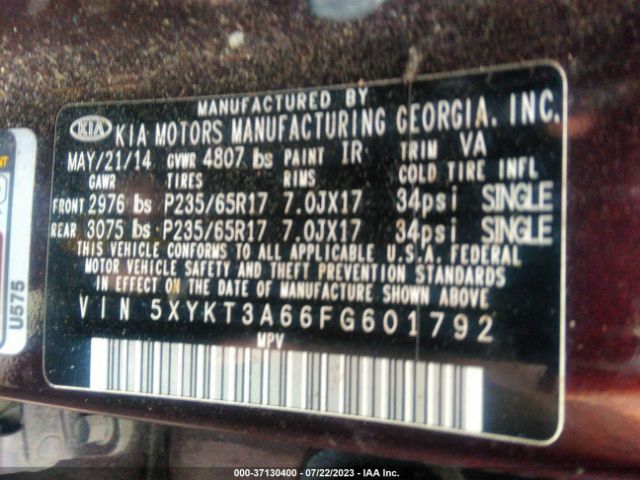 MANUFACTURED BY
KIA KIA MOTORS MANUFACTURING GEORGIA, INC.
MAY/21/14 GVWR 4807 lbs PAINT IR TRIM VA
GAWR TIRES RIMS COLD TIRE INFL
FRONT 2976 lbs P235/65R17 7.0JX17 34psi SINGLE
REAR 3075 lbs P235/65R17 7.0JX17 34psi SINGLE
THIS VEHICLE CONFORMS TO ALL APPLICABLE U.S.A. FEDERAL
MOTOR VEHICLE SAFETY AND THEFT PREVENTION STANDARDS
IN EFFECT ON THE DATE OF MANUFACTURE SHOWN ABOVE
VIN 5XYKT3A66FG601792
MPV
U575
000-37130400 - 07/22/2023 - IAA Inc.